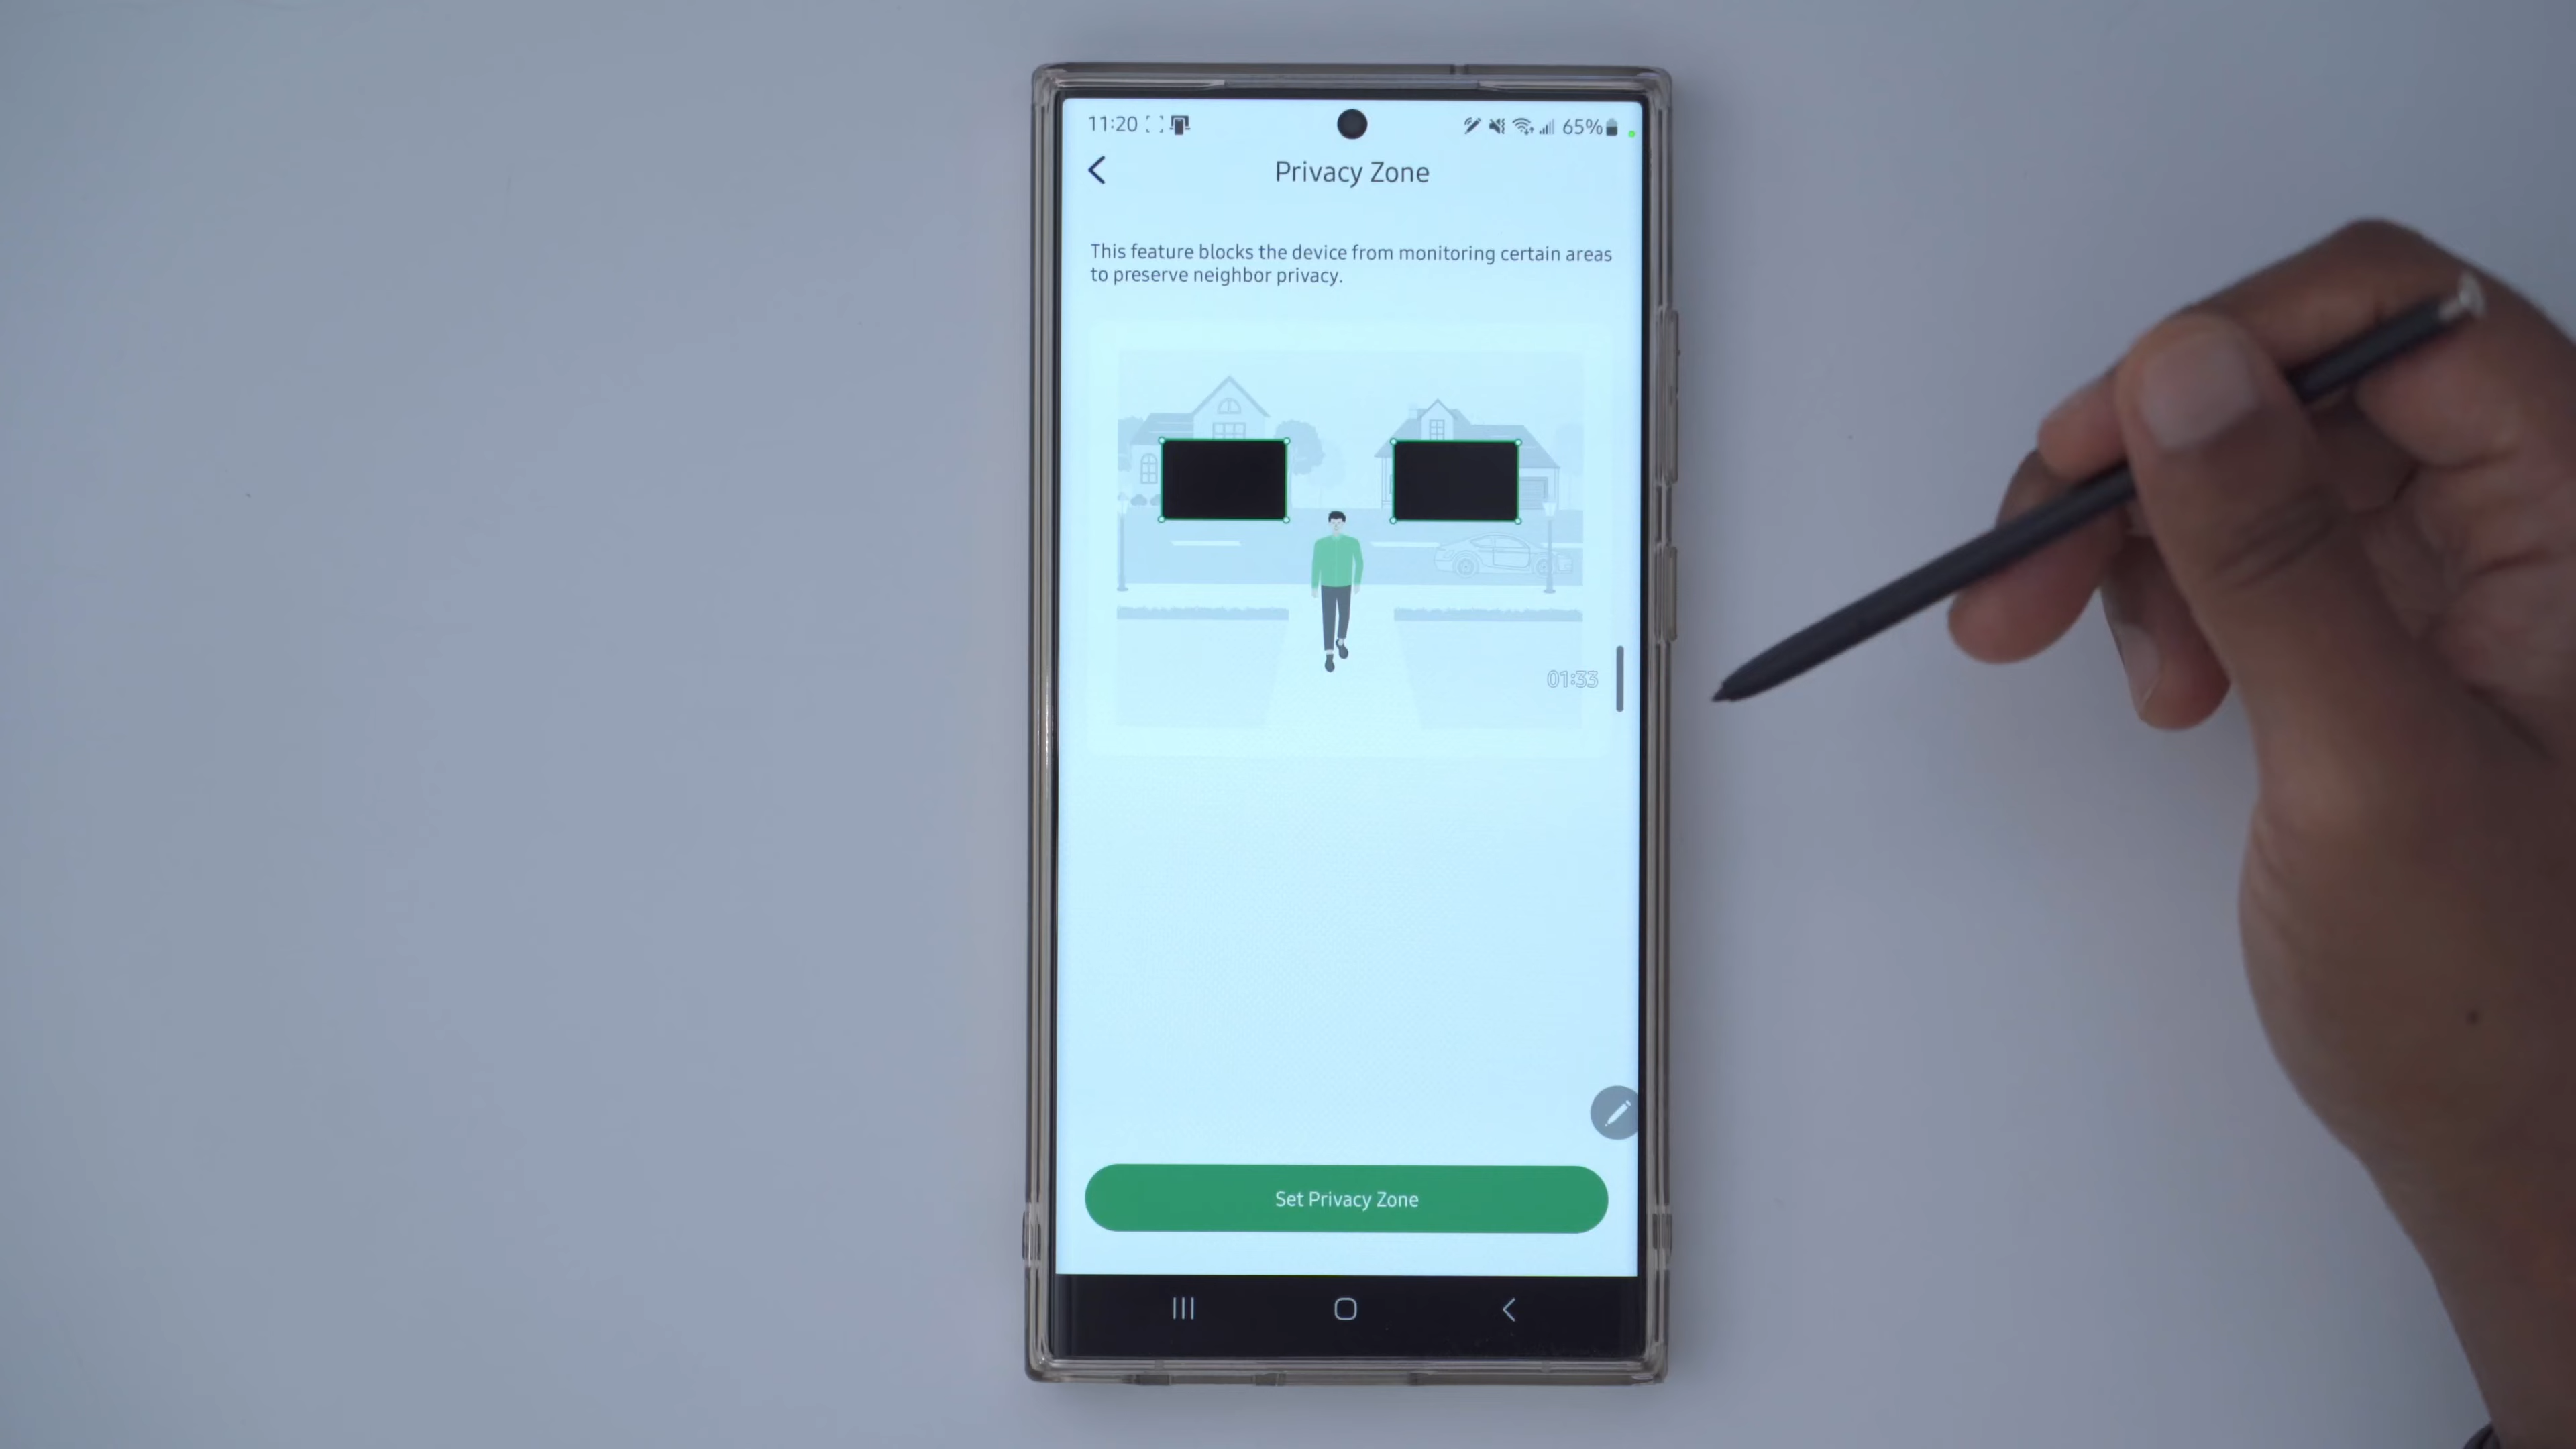 11:20
65%
Privacy Zone
This feature blocks the device from monitoring certain areas
to preserve neighbor privacy.
01:33
Set Privacy Zone